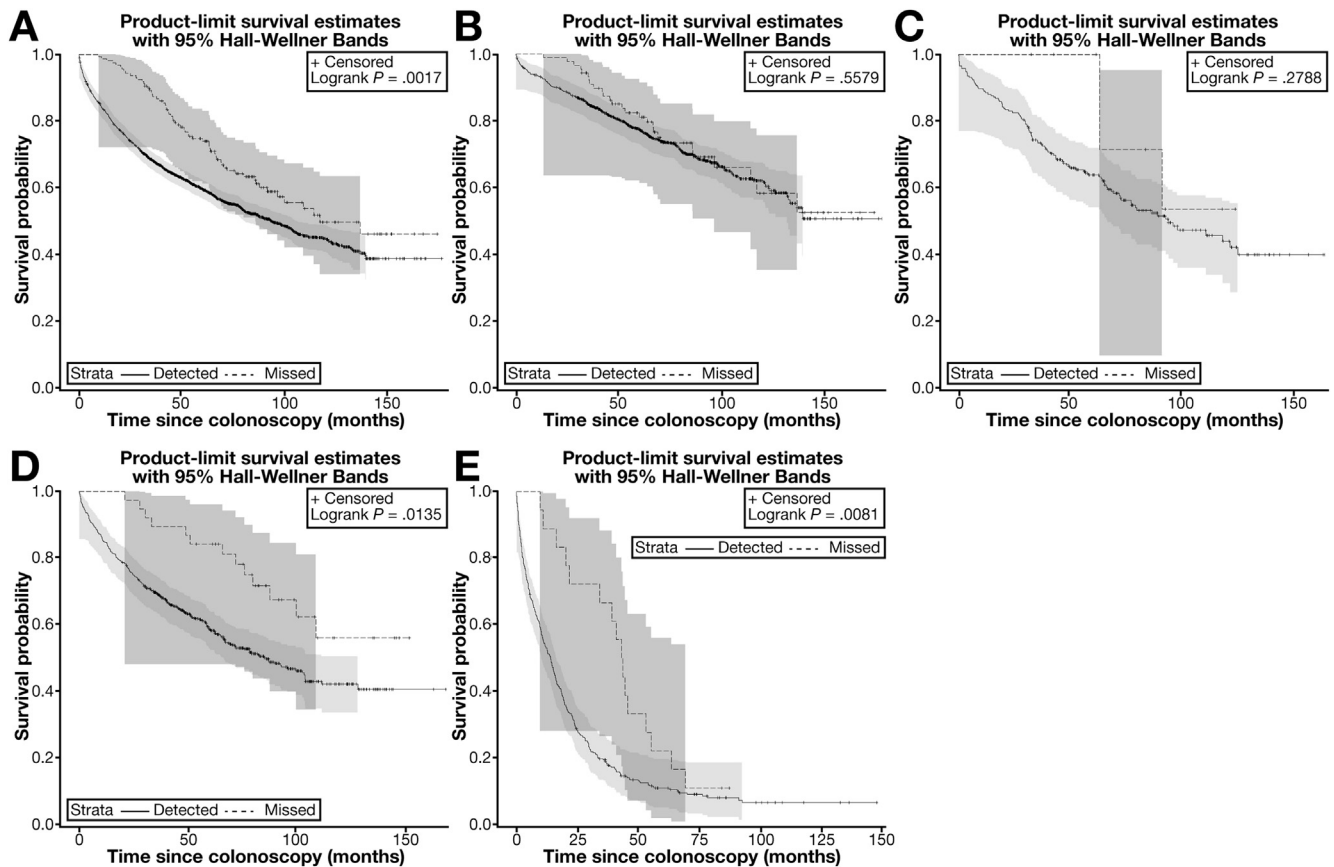 A
Product-limit survival estimates
with 95% Hall-Wellner Bands
+ Censored
Logrank P = .0017
Survival probability
1.0
0.8
0.6
0.4
0.2
0.0
Strata Detected Missed
0 50 100 150
Time since colonoscopy (months)
B
Product-limit survival estimates
with 95% Hall-Wellner Bands
+ Censored
Logrank P = .5579
Survival probability
1.0
0.8
0.6
0.4
0.2
0.0
Strata Detected Missed
0 50 100 150
Time since colonoscopy (months)
C
Product-limit survival estimates
with 95% Hall-Wellner Bands
+ Censored
Logrank P = .2788
Survival probability
1.0
0.8
0.6
0.4
0.2
0.0
Strata Detected Missed
0 50 100 150
Time since colonoscopy (months)
D
Product-limit survival estimates
with 95% Hall-Wellner Bands
+ Censored
Logrank P = .0135
Survival probability
1.0
0.8
0.6
0.4
0.2
0.0
Strata Detected Missed
0 50 100 150
Time since colonoscopy (months)
E
Product-limit survival estimates
with 95% Hall-Wellner Bands
+ Censored
Logrank P = .0081
Strata Detected Missed
Survival probability
1.0
0.8
0.6
0.4
0.2
0.0
0 25 50 75 100 125 150
Time since colonoscopy (months)